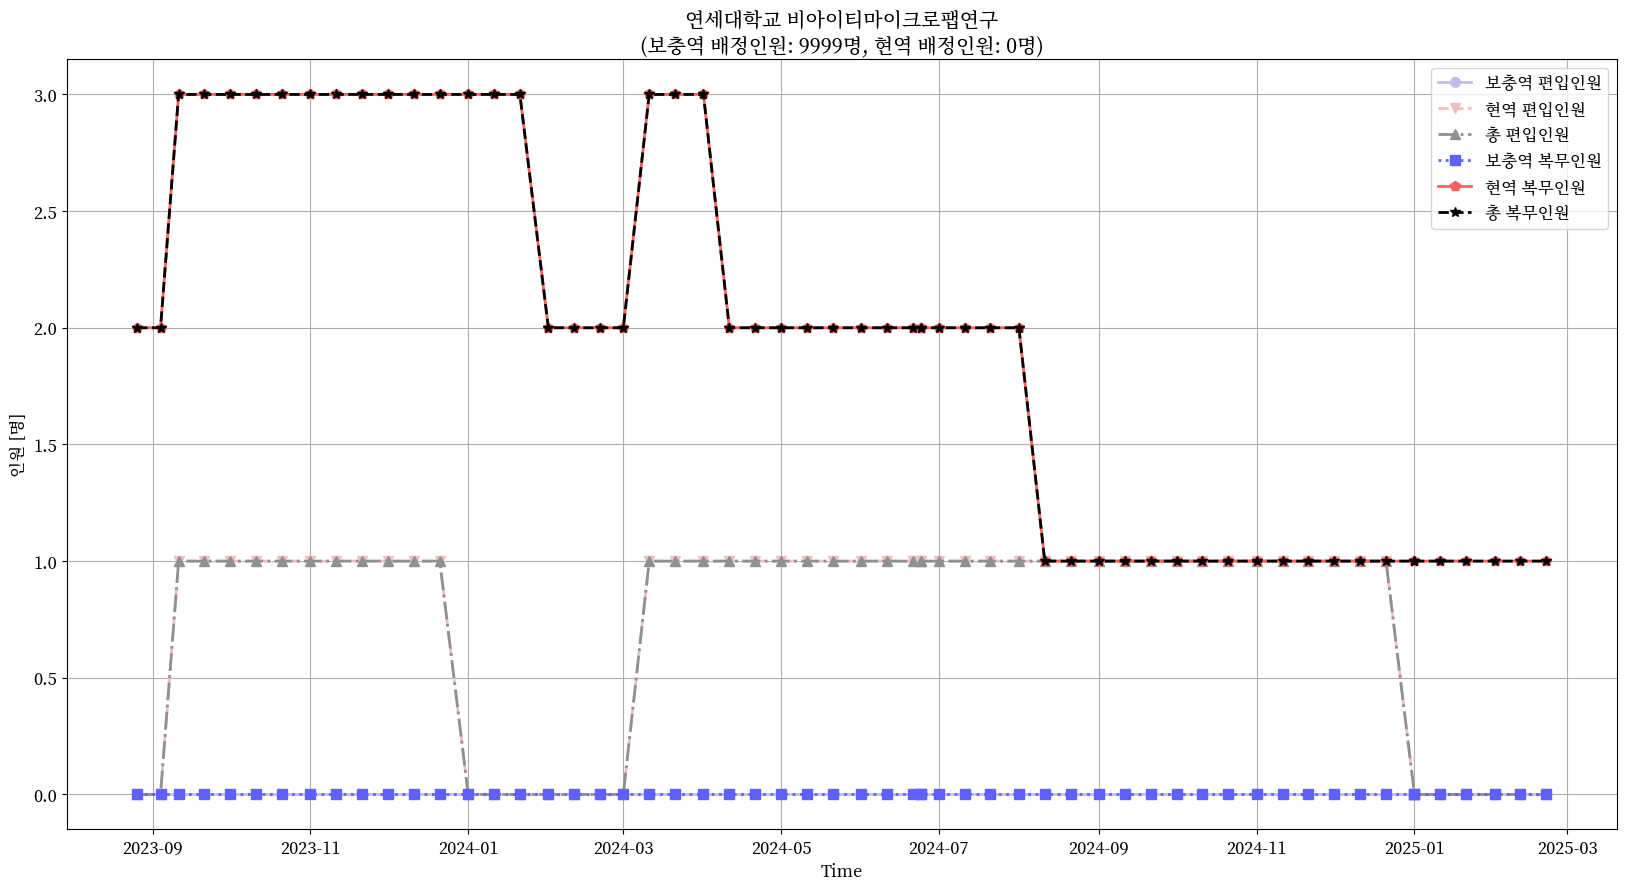 연세대학교 비아이티마이크로팹연구
(보충역 배정인원: 9999명, 현역 배정인원: 0명)
보충역 편입인원
현역 편입인원
총 편입인원
보충역 복무인원
현역 복무인원
총 복무인원
3.0
2.5
2.0
1.5
1.0
0.5
0.0
인원 [명]
2023-09 2023-11 2024-01 2024-03 2024-05 2024-07 2024-09 2024-11 2025-01 2025-03
Time